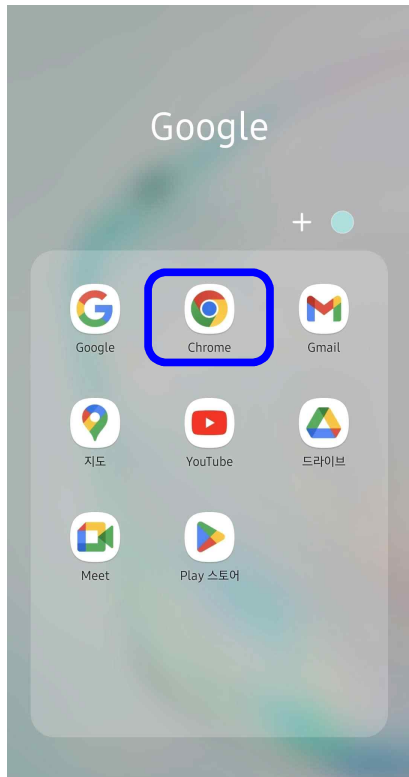 Google
Google
Chrome
Gmail
지도
YouTube
드라이브
Meet
Play 스토어